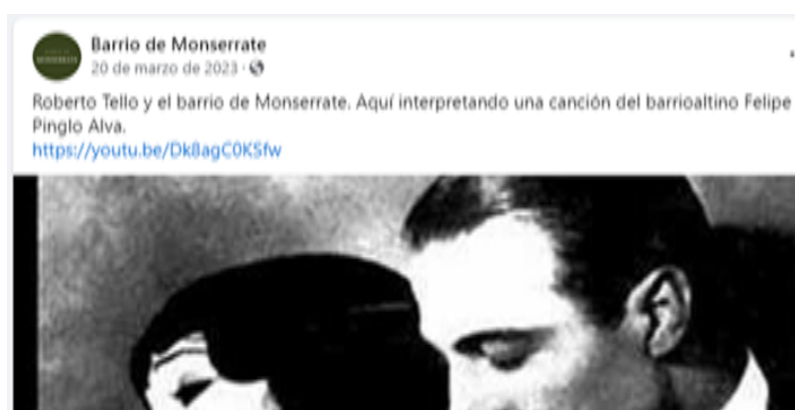 Barrio de Monserrate
20 de marzo de 2023 ·
Roberto Tello y el barrio de Monserrate. Aquí interpretando una canción del barrioaltino Felipe
Pinglo Alva.
https://youtu.be/Dk8agC0KSfw